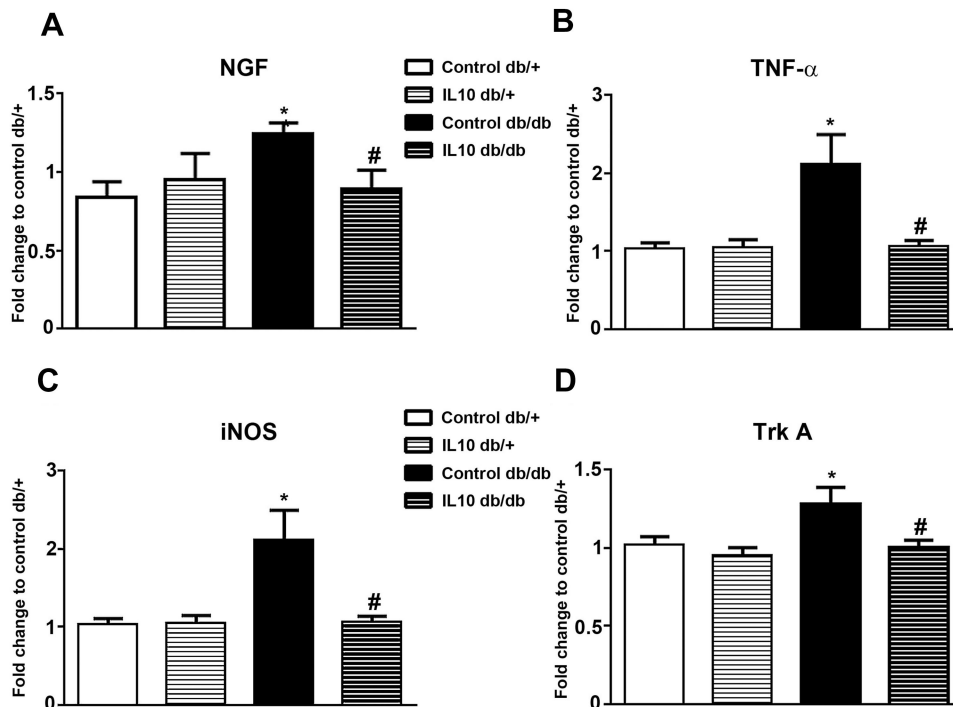 A
NGF
Fold change to control db/+
1.5
1
0.5
0
*
#
Control db/+
IL10 db/+
Control db/db
IL10 db/db
B
TNF-α
Fold change to control db/+
3
2
1
0
*
#
C
iNOS
Fold change to control db/+
3
2
1
0
*
#
Control db/+
IL10 db/+
Control db/db
IL10 db/db
D
Trk A
Fold change to control db/+
1.5
1
0.5
0
*
#